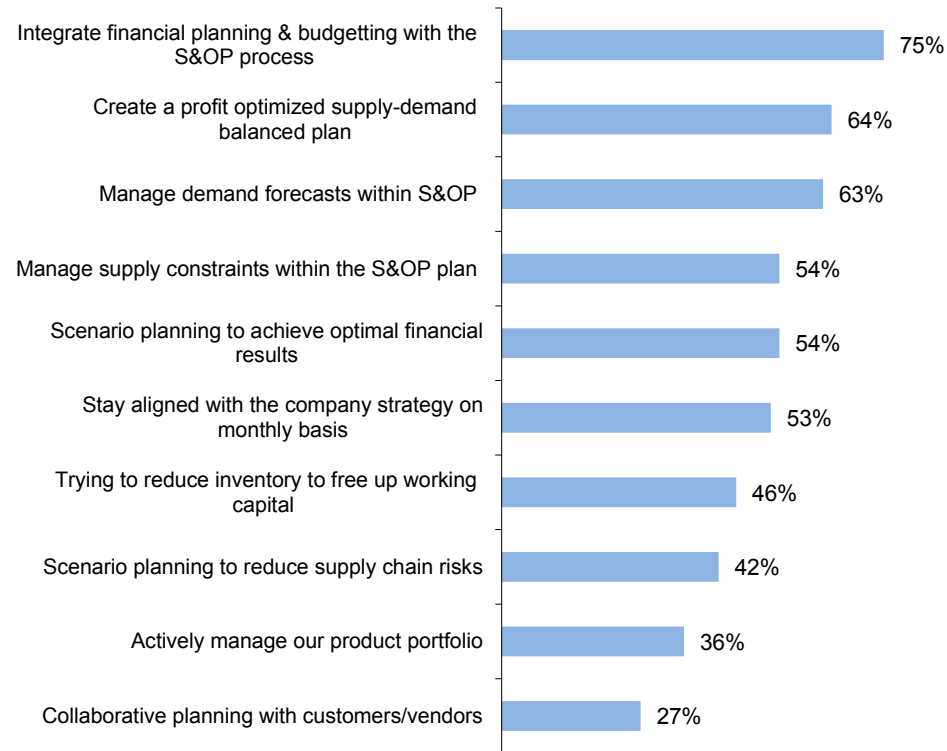 Integrate financial planning & budgetting with the
S&OP process
75%
Create a profit optimized supply-demand
balanced plan
64%
Manage demand forecasts within S&OP
63%
Manage supply constraints within the S&OP plan
54%
Scenario planning to achieve optimal financial
results
54%
Stay aligned with the company strategy on
monthly basis
53%
Trying to reduce inventory to free up working
capital
46%
Scenario planning to reduce supply chain risks
42%
Actively manage our product portfolio
36%
Collaborative planning with customers/vendors
27%